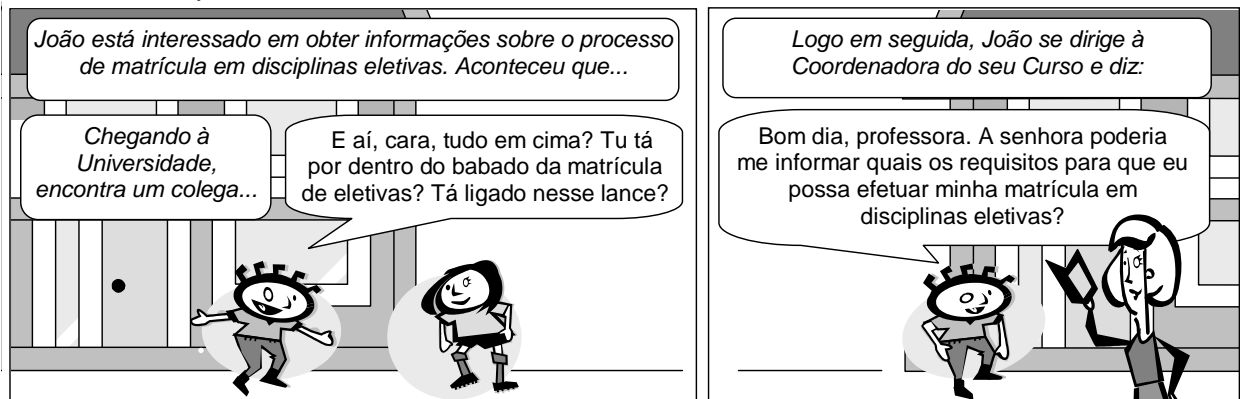 João está interessado em obter informações sobre o processo
de matrícula em disciplinas eletivas. Aconteceu que...
Chegando à
Universidade,
encontra um colega...
E aí, cara, tudo em cima? Tu tá
por dentro do babado da matrícula
de eletivas? Tá ligado nesse lance?
Logo em seguida, João se dirige à
Coordenadora do seu Curso e diz:
Bom dia, professora. A senhora poderia
me informar quais os requisitos para que eu
possa efetuar minha matrícula em
disciplinas eletivas?